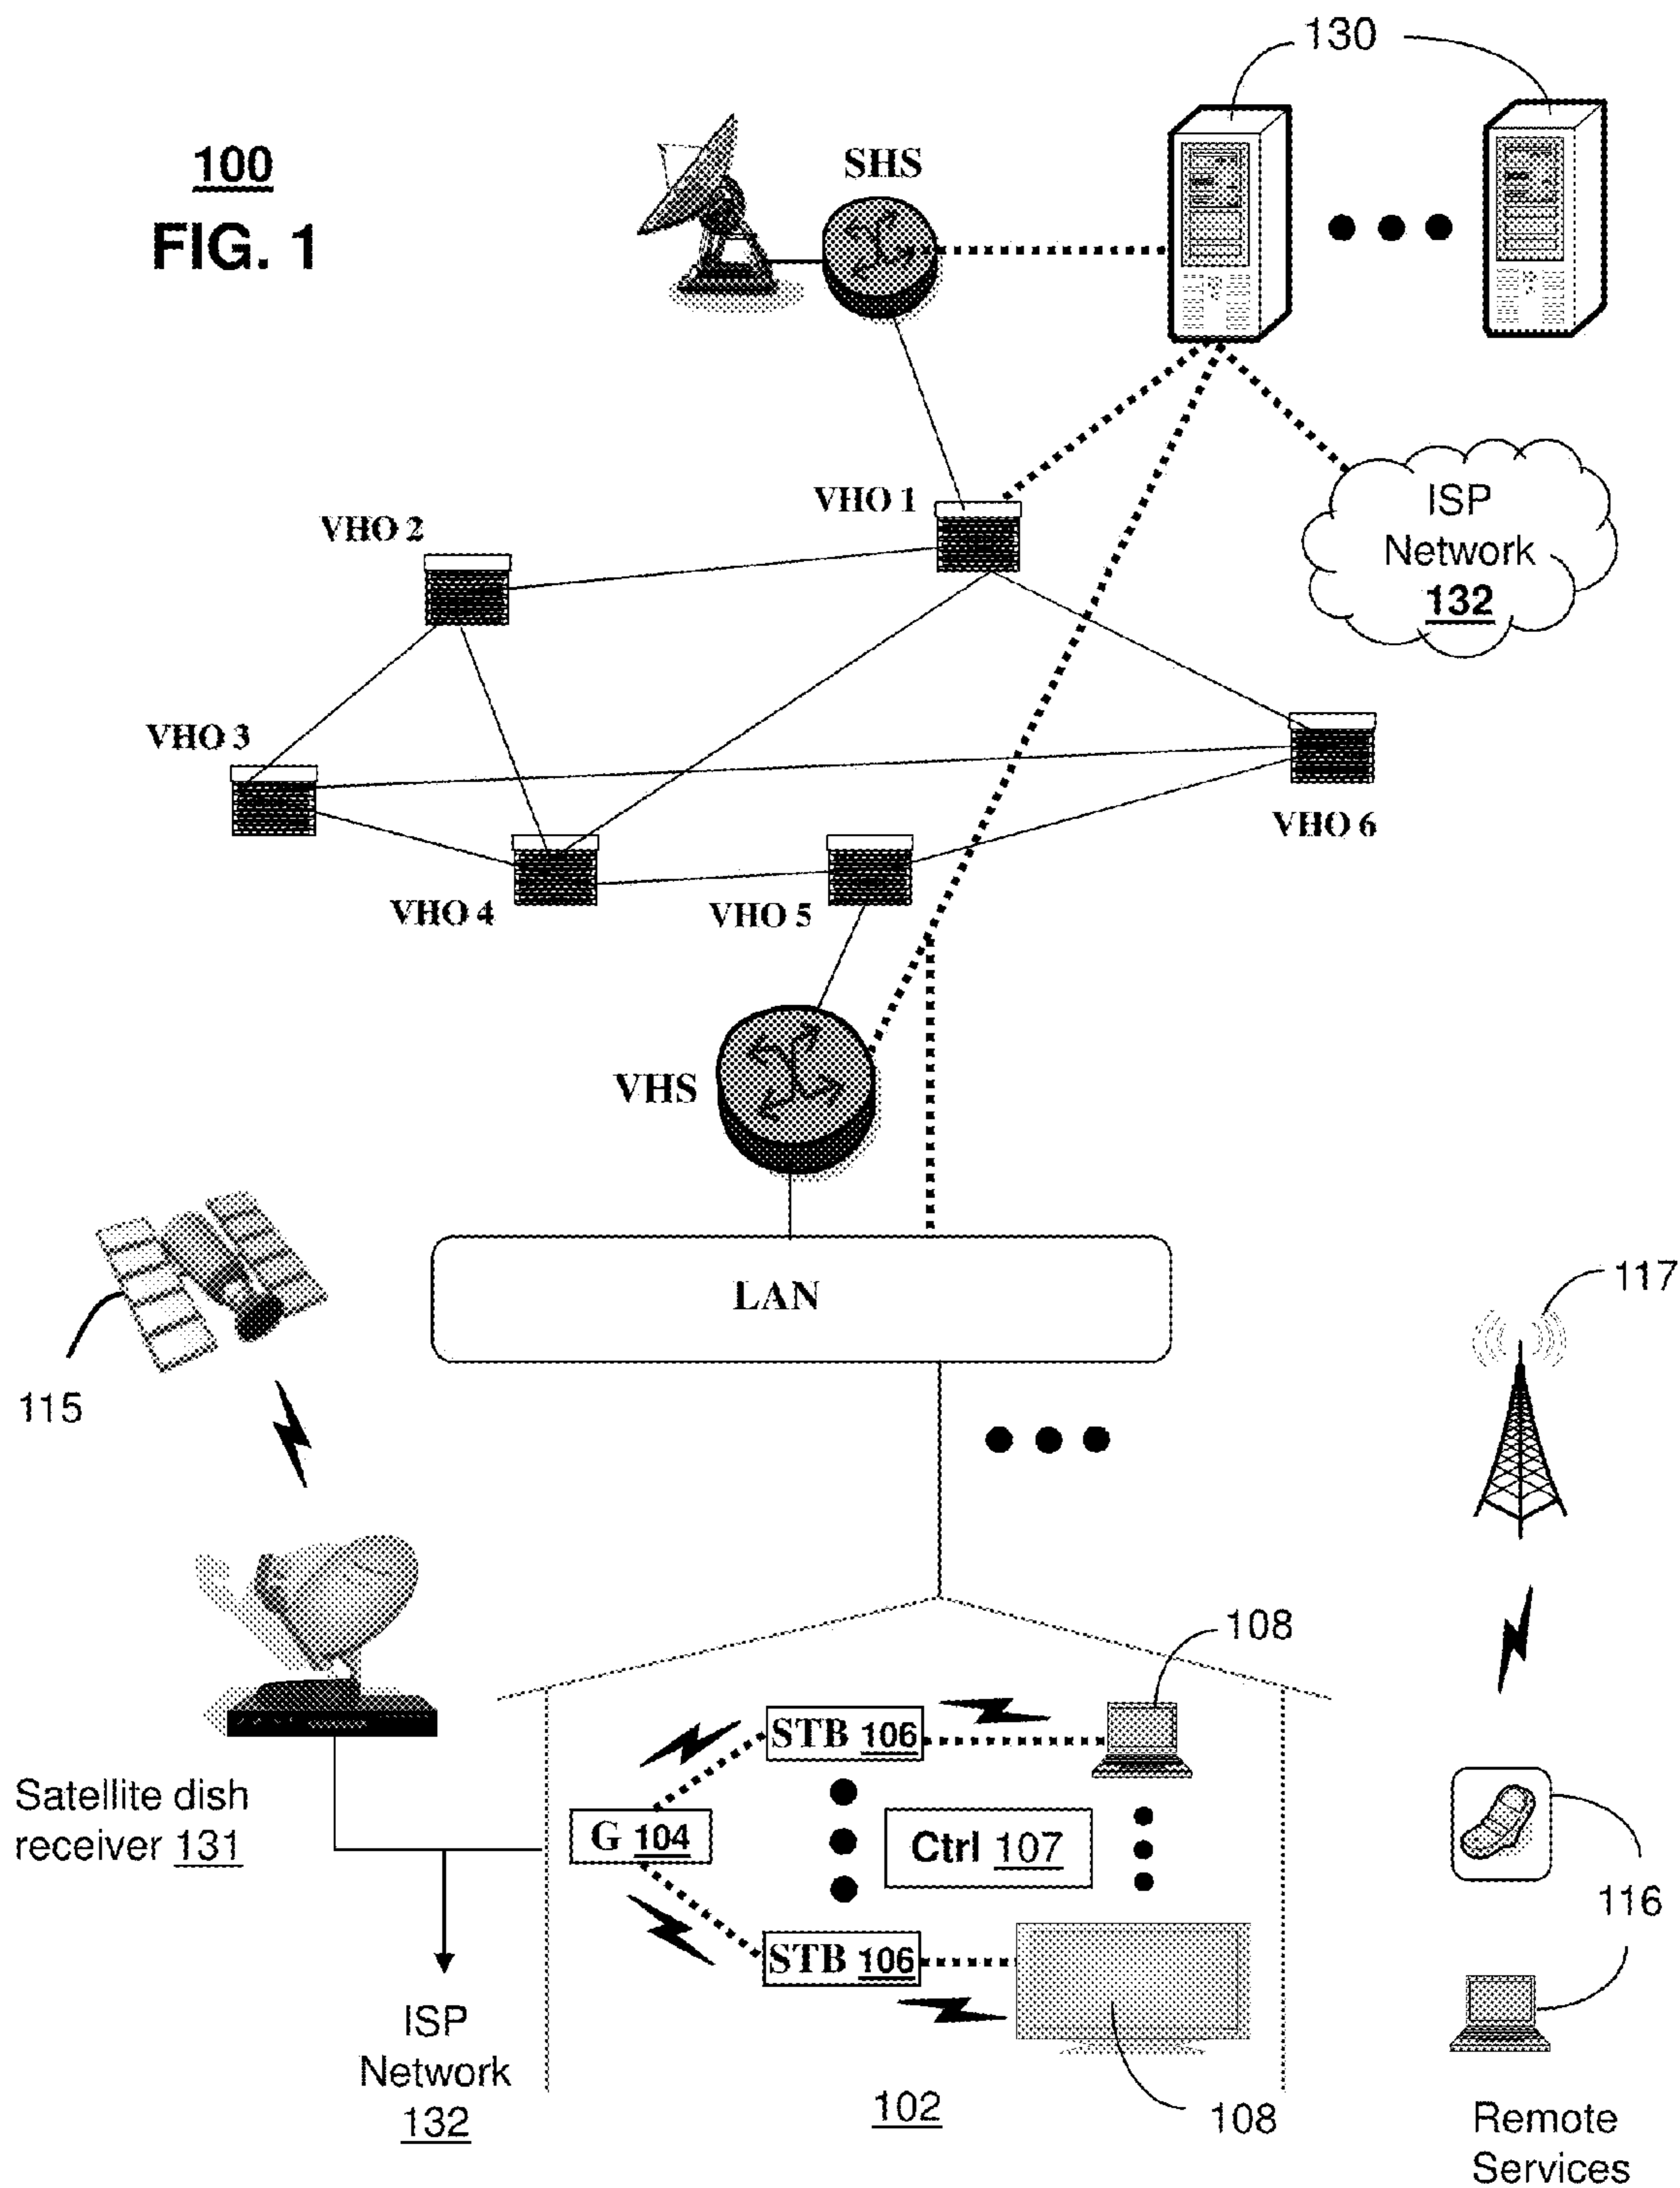 130
100
FIG. 1
SHS
VHO 1
ISP
Network
132
VHO 2
VHO 3
VHO 6
VHO 4
VHO 5
VHS
LAN
117
115
108
STB 106
Satellite dish
receiver 131
G 104
Ctrl 107
116
STB 106
ISP
Network
132
102
108
Remote
Services